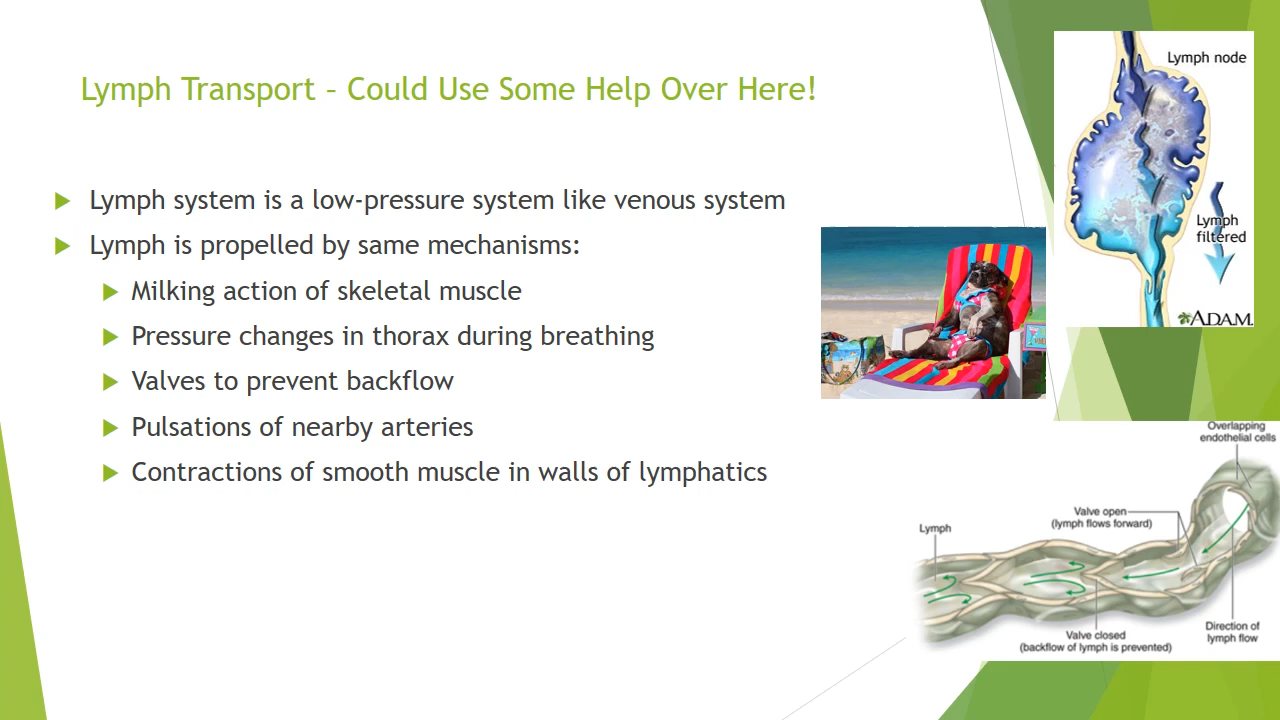 Lymph Transport – Could Use Some Help Over Here!
Lymph system is a low-pressure system like venous system
Lymph is propelled by same mechanisms:
Milking action of skeletal muscle
Pressure changes in thorax during breathing
Valves to prevent backflow
Pulsations of nearby arteries
Contractions of smooth muscle in walls of lymphatics
Lymph node
Lymph
filtered
ADAM.
Overlapping
endothelial cells
Valve open
(lymph flows forward)
Lymph
Direction of
lymph flow
Valve closed
(backflow of lymph is prevented)